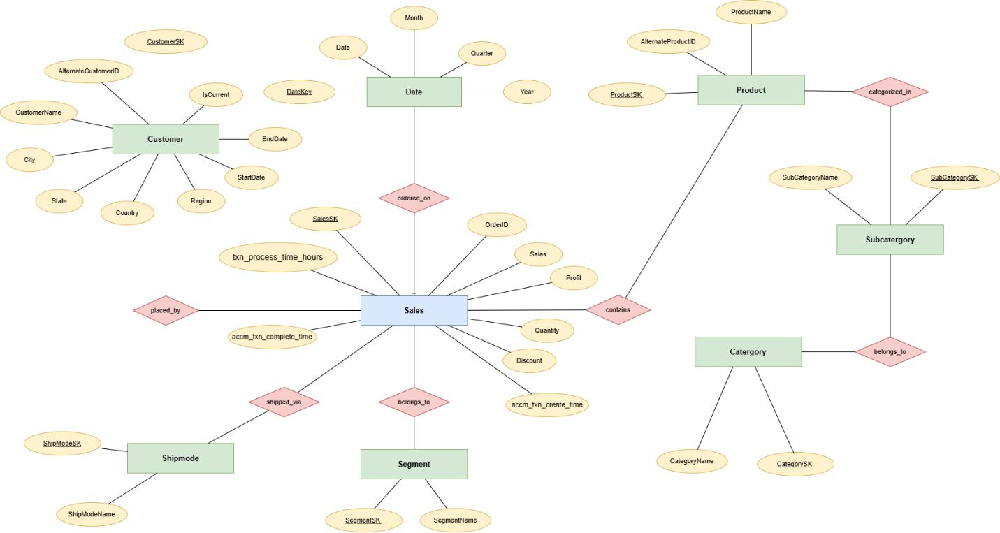 ProductName
Month
CustomerSK
AlternateProductID
Date
Quarter
AlternateCustomerID
DateKey
Date
Year
ProductSK
Product
categorized_in
IsCurrent
CustomerName
Customer
EndDate
City
StartDate
SubCategoryName
SubCategorySK
State
Country
Region
ordered_on
SalesSK
OrderID
Subcatergory
txn_process_time_hours
Sales
Profit
placed_by
Sales
contains
accm_txn_complete_time
Quantity
Discount
Catergory
belongs_to
shipped_via
belongs_to
accm_txn_create_time
ShipModeSK
Shipmode
Segment
CategoryName
CategorySK
ShipModeName
SegmentSK
SegmentName